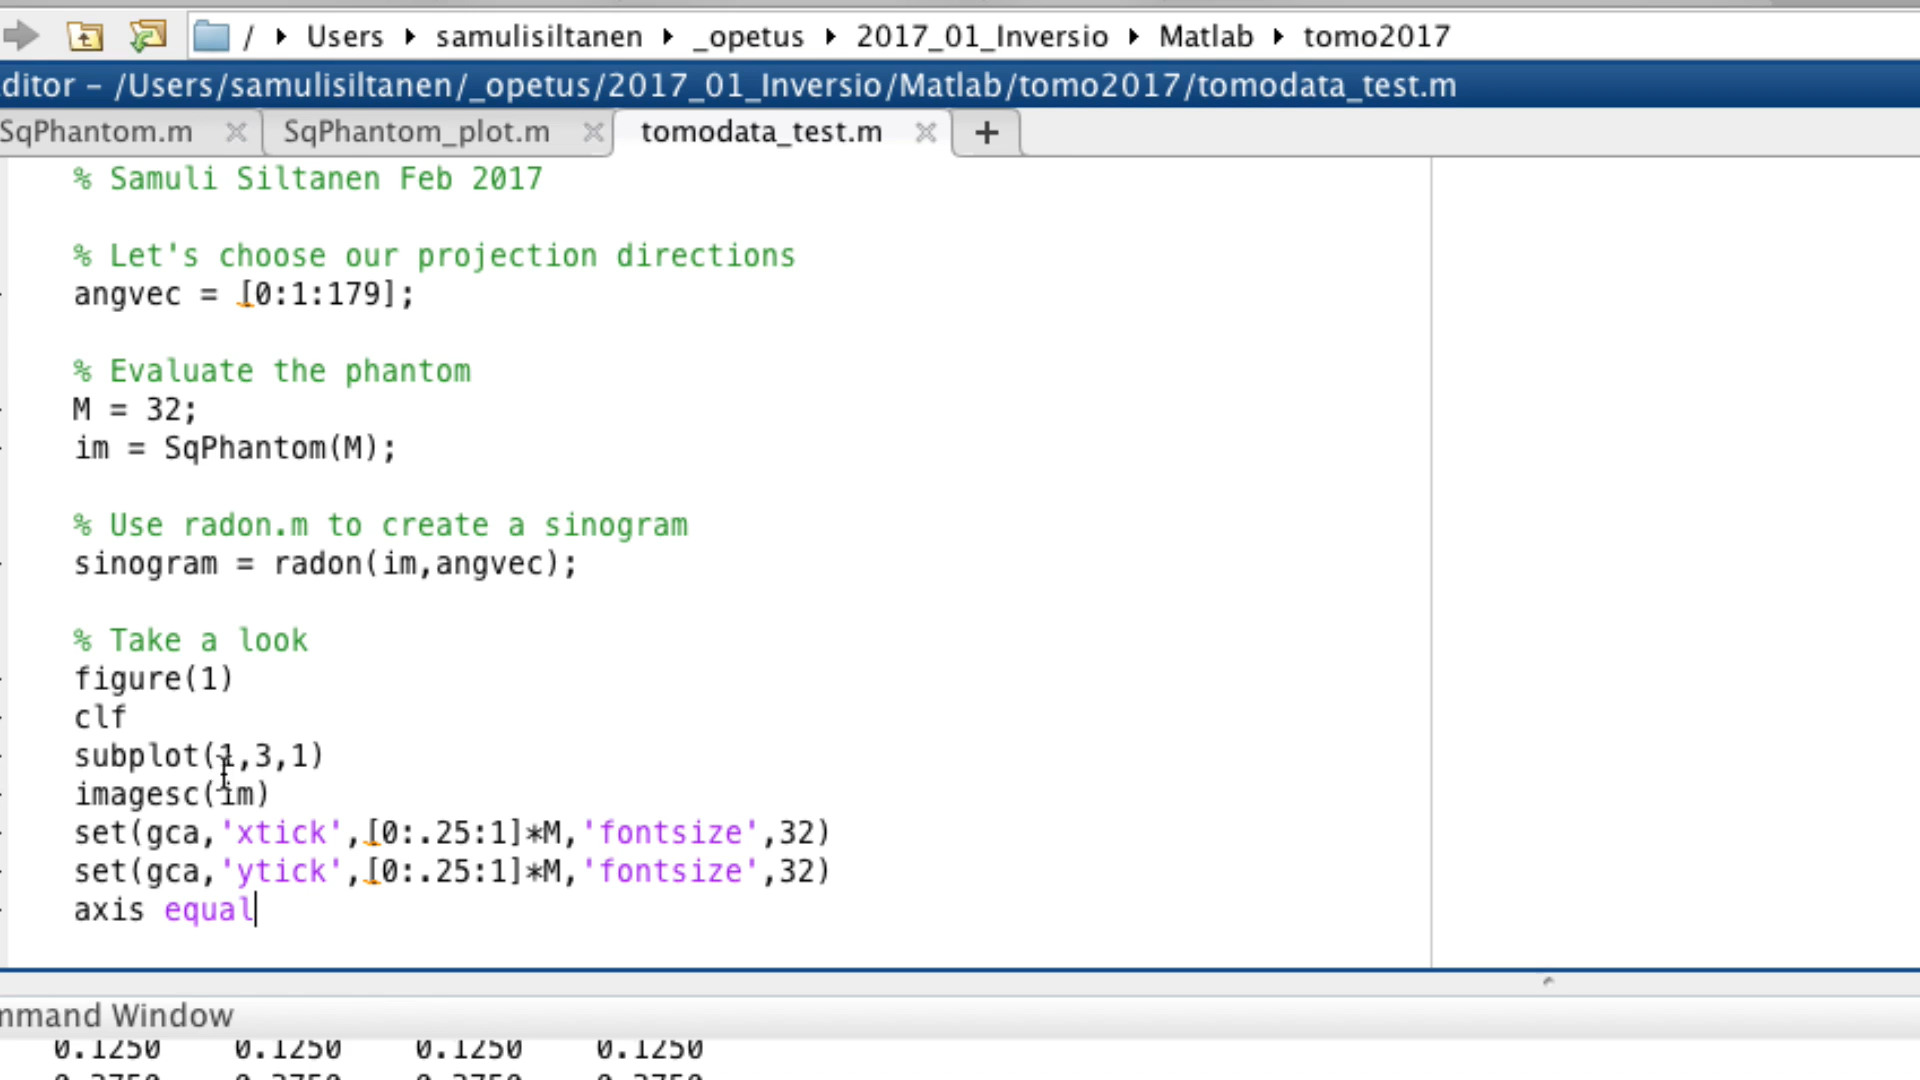 / ▸ Users ▸ samulisiltanen ▸ _opetus ▸ 2017_01_Inversio ▸ Matlab ▸ tomo2017
ditor – /Users/samulisiltanen/_opetus/2017_01_Inversio/Matlab/tomo2017/tomodata_test.m
SqPhantom.m × SqPhantom_plot.m × tomodata_test.m × +
% Samuli Siltanen Feb 2017
% Let's choose our projection directions
angvec = [0:1:179];
% Evaluate the phantom
M = 32;
im = SqPhantom(M);
% Use radon.m to create a sinogram
sinogram = radon(im,angvec);
% Take a look
figure(1)
clf
subplot(1,3,1)
imagesc(im)
set(gca,'xtick',[0:.25:1]*M,'fontsize',32)
set(gca,'ytick',[0:.25:1]*M,'fontsize',32)
axis equal
mmand Window
0.1250 0.1250 0.1250 0.1250